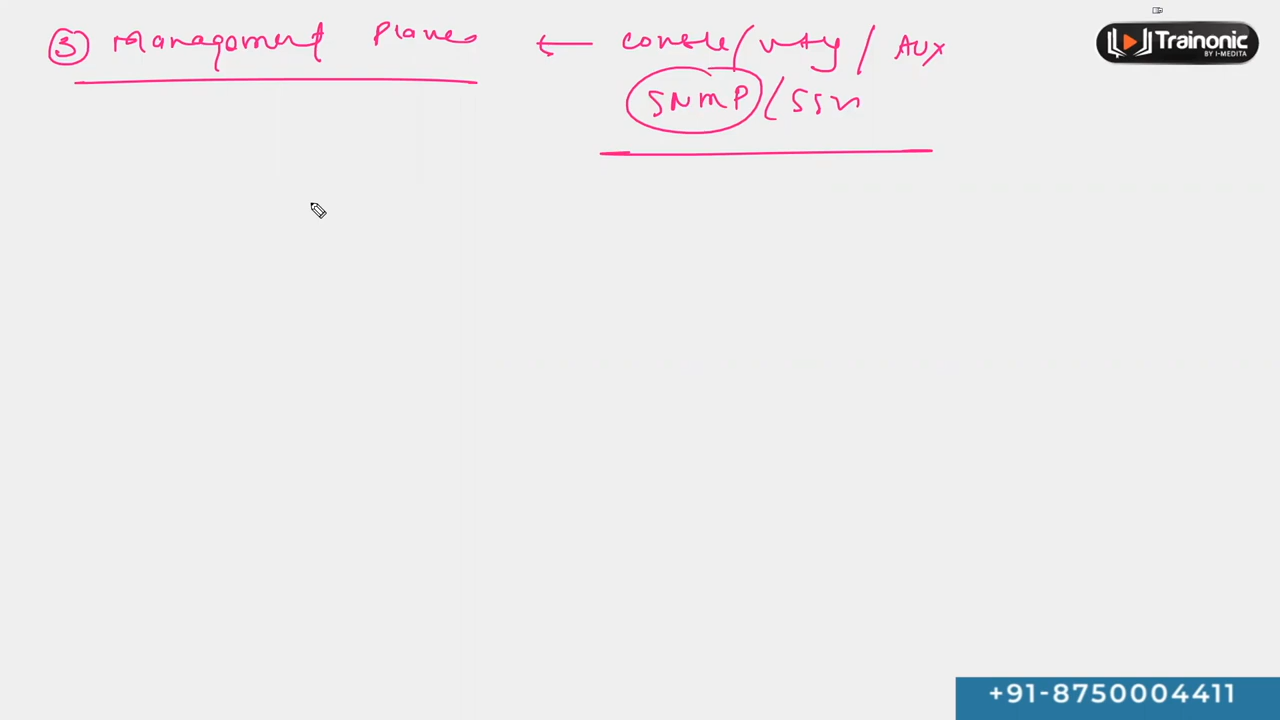 ③ Management Planes ← console/vty/AUX
SNMP/SSH
Trainonic
BY I-MEDITA
+91-8750004411